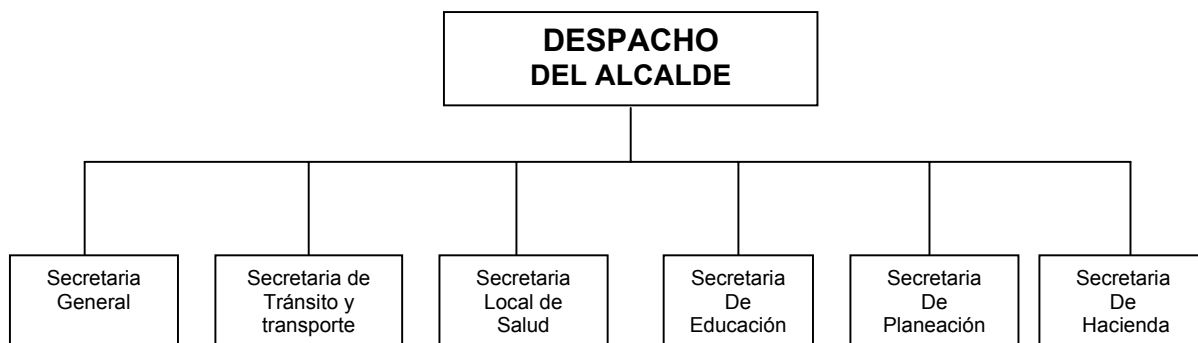 DESPACHO
DEL ALCALDE
Secretaria
General
Secretaria de
Tránsito y
transporte
Secretaria
Local de
Salud
Secretaria
De
Educación
Secretaria
De
Planeación
Secretaria
De
Hacienda